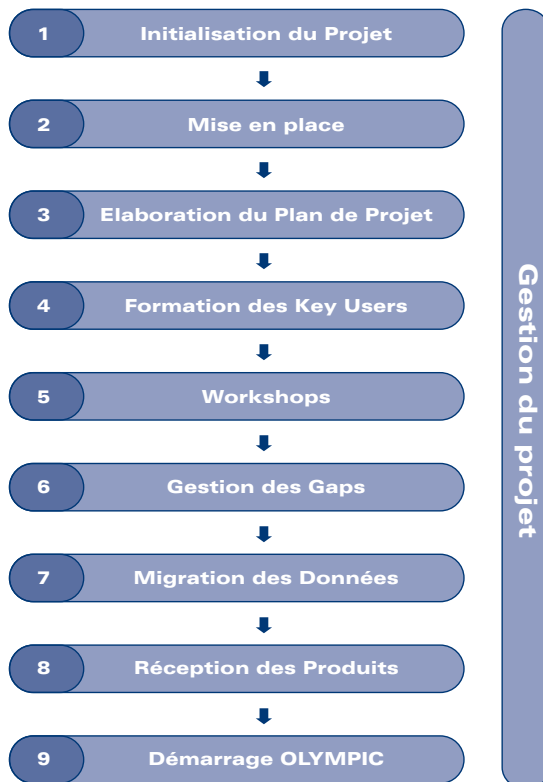 1 Initialisation du Projet
2 Mise en place
3 Elaboration du Plan de Projet
4 Formation des Key Users
5 Workshops
6 Gestion des Gaps
7 Migration des Données
8 Réception des Produits
9 Démarrage OLYMPIC
Gestion du projet